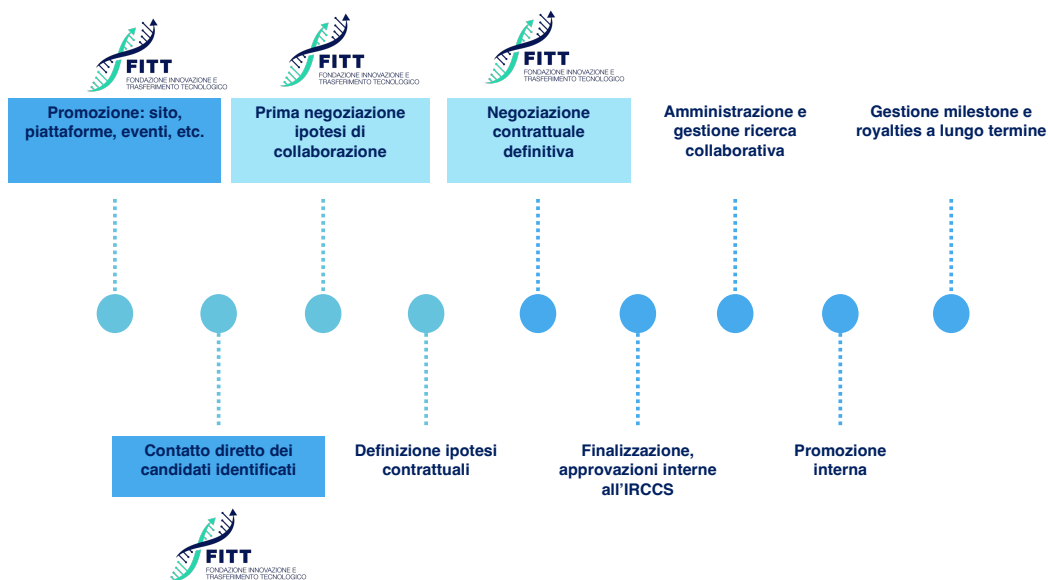 FITT
FONDAZIONE INNOVAZIONE E
TRASFERIMENTO TECNOLOGICO
FITT
FONDAZIONE INNOVAZIONE E
TRASFERIMENTO TECNOLOGICO
FITT
FONDAZIONE INNOVAZIONE E
TRASFERIMENTO TECNOLOGICO
Promozione: sito,
piattaforme, eventi, etc.
Prima negoziazione
ipotesi di
collaborazione
Negoziazione
contrattuale
definitiva
Amministrazione e
gestione ricerca
collaborativa
Gestione milestone e
royalties a lungo termine
Contatto diretto dei
candidati identificati
Definizione ipotesi
contrattuali
Finalizzazione,
approvazioni interne
all’IRCCS
Promozione
interna
FITT
FONDAZIONE INNOVAZIONE E
TRASFERIMENTO TECNOLOGICO